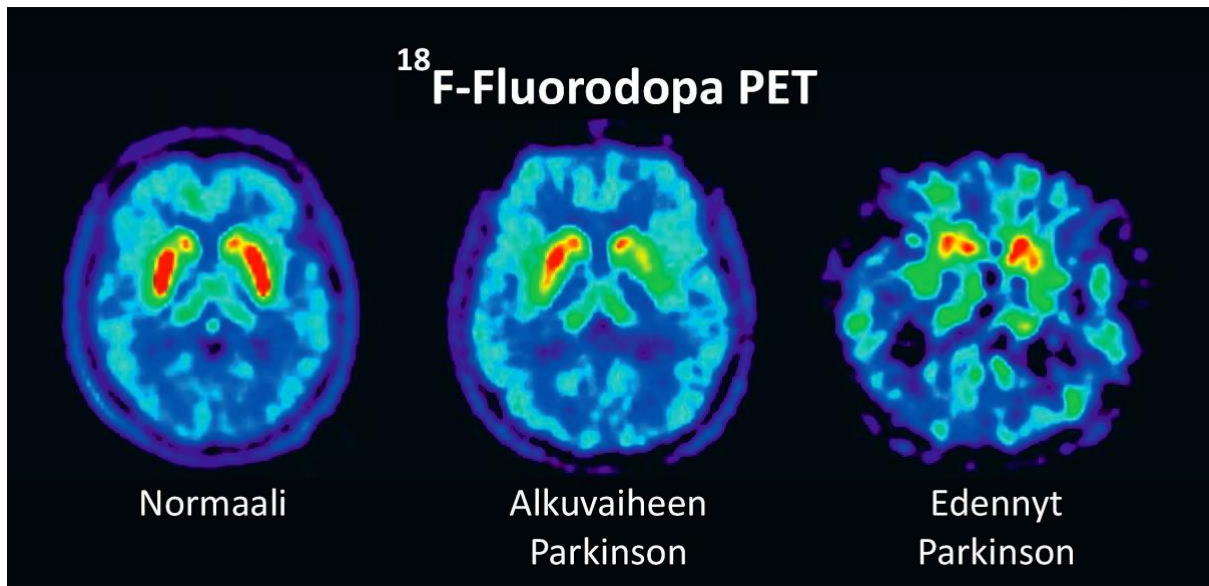 ¹⁸F-Fluorodopa PET
Normaali
Alkuvaiheen
Parkinson
Edennyt
Parkinson